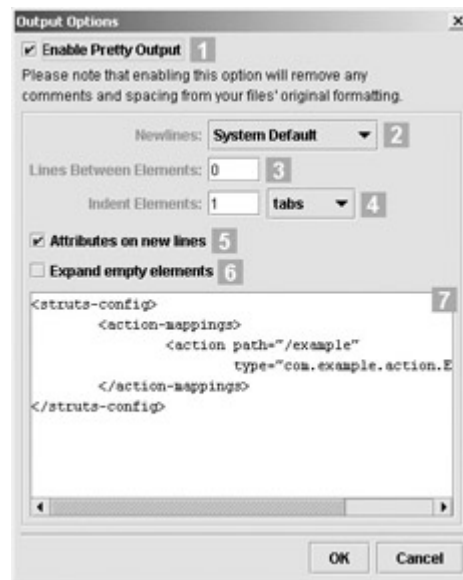 Output Options x
Enable Pretty Output 1
Please note that enabling this option will remove any
comments and spacing from your files' original formatting.
Newlines: System Default 2
Lines Between Elements: 0 3
Indent Elements: 1 tabs 4
Attributes on new lines 5
Expand empty elements 6
7
<struts-config>
<action-mappings>
<action path="/example"
type="com.example.action.E
</action-mappings>
</struts-config>
OK Cancel